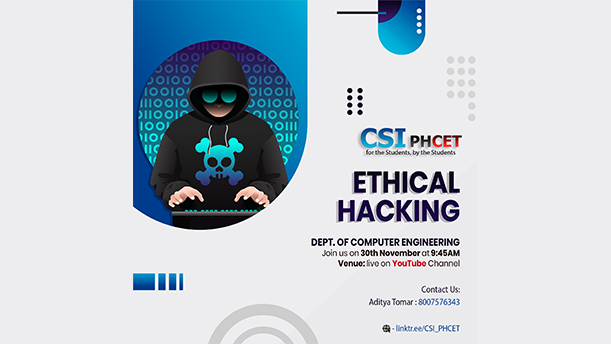 CSI PHCET
for the Students, by the Students
ETHICAL
HACKING
DEPT. OF COMPUTER ENGINEERING
Join us on 30th November at 9:45AM
Venue: live on YouTube Channel
Contact Us:
Aditya Tomar : 8007576343
- linktr.ee/CSI_PHCET